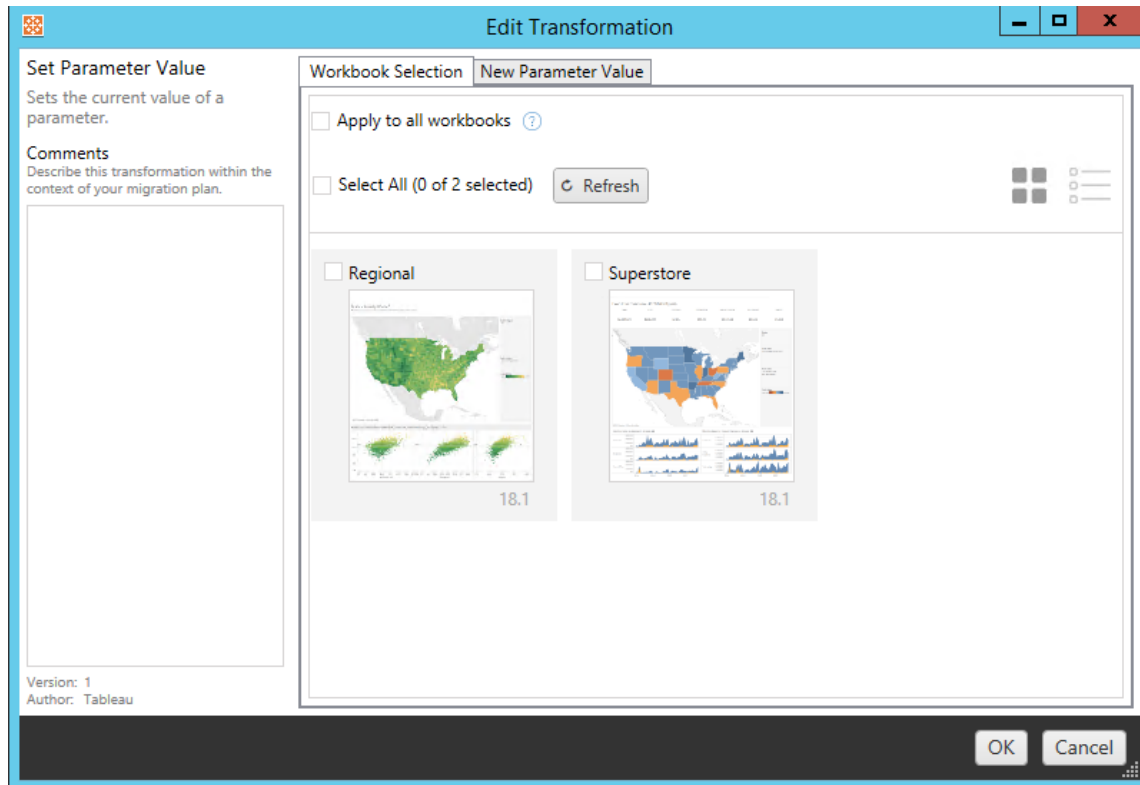 Edit Transformation
Set Parameter Value
Sets the current value of a
parameter.
Comments
Describe this transformation within the
context of your migration plan.
Version: 1
Author: Tableau
Workbook Selection
New Parameter Value
Apply to all workbooks ?
Select All (0 of 2 selected)
Refresh
Regional
18.1
Superstore
18.1
OK
Cancel